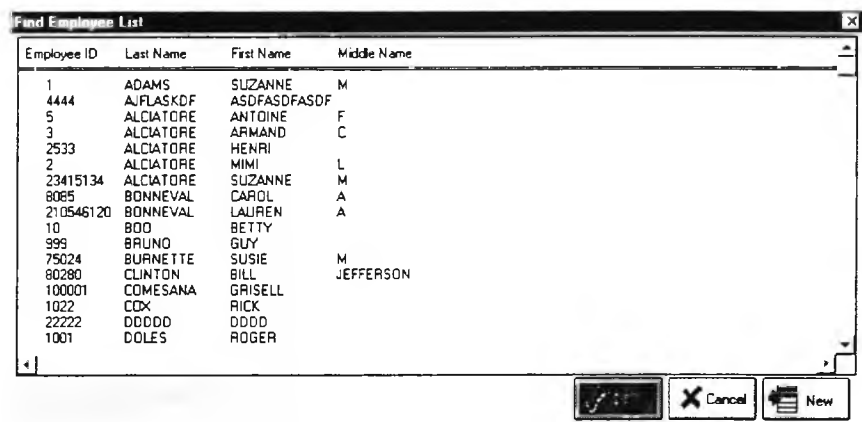 Find Employee List
Employee ID Last Name First Name Middle Name
1 ADAMS SUZANNE M
4444 AJFLASKDF ASDFASDFASDF
5 ALCIATORE ANTOINE F
3 ALCIATORE ARMAND C
2533 ALCIATORE HENRI
2 ALCIATORE MIMI L
23415134 ALCIATORE SUZANNE M
8085 BONNEVAL CAROL A
210546120 BONNEVAL LAUREN A
10 BOO BETTY
999 BRUNO GUY
75024 BURNETTE SUSIE M
80280 CLINTON BILL JEFFERSON
100001 COMESANA GRISELL
1022 COX RICK
22222 DDDDD DDDD
1001 DOLES ROGER
Cancel New